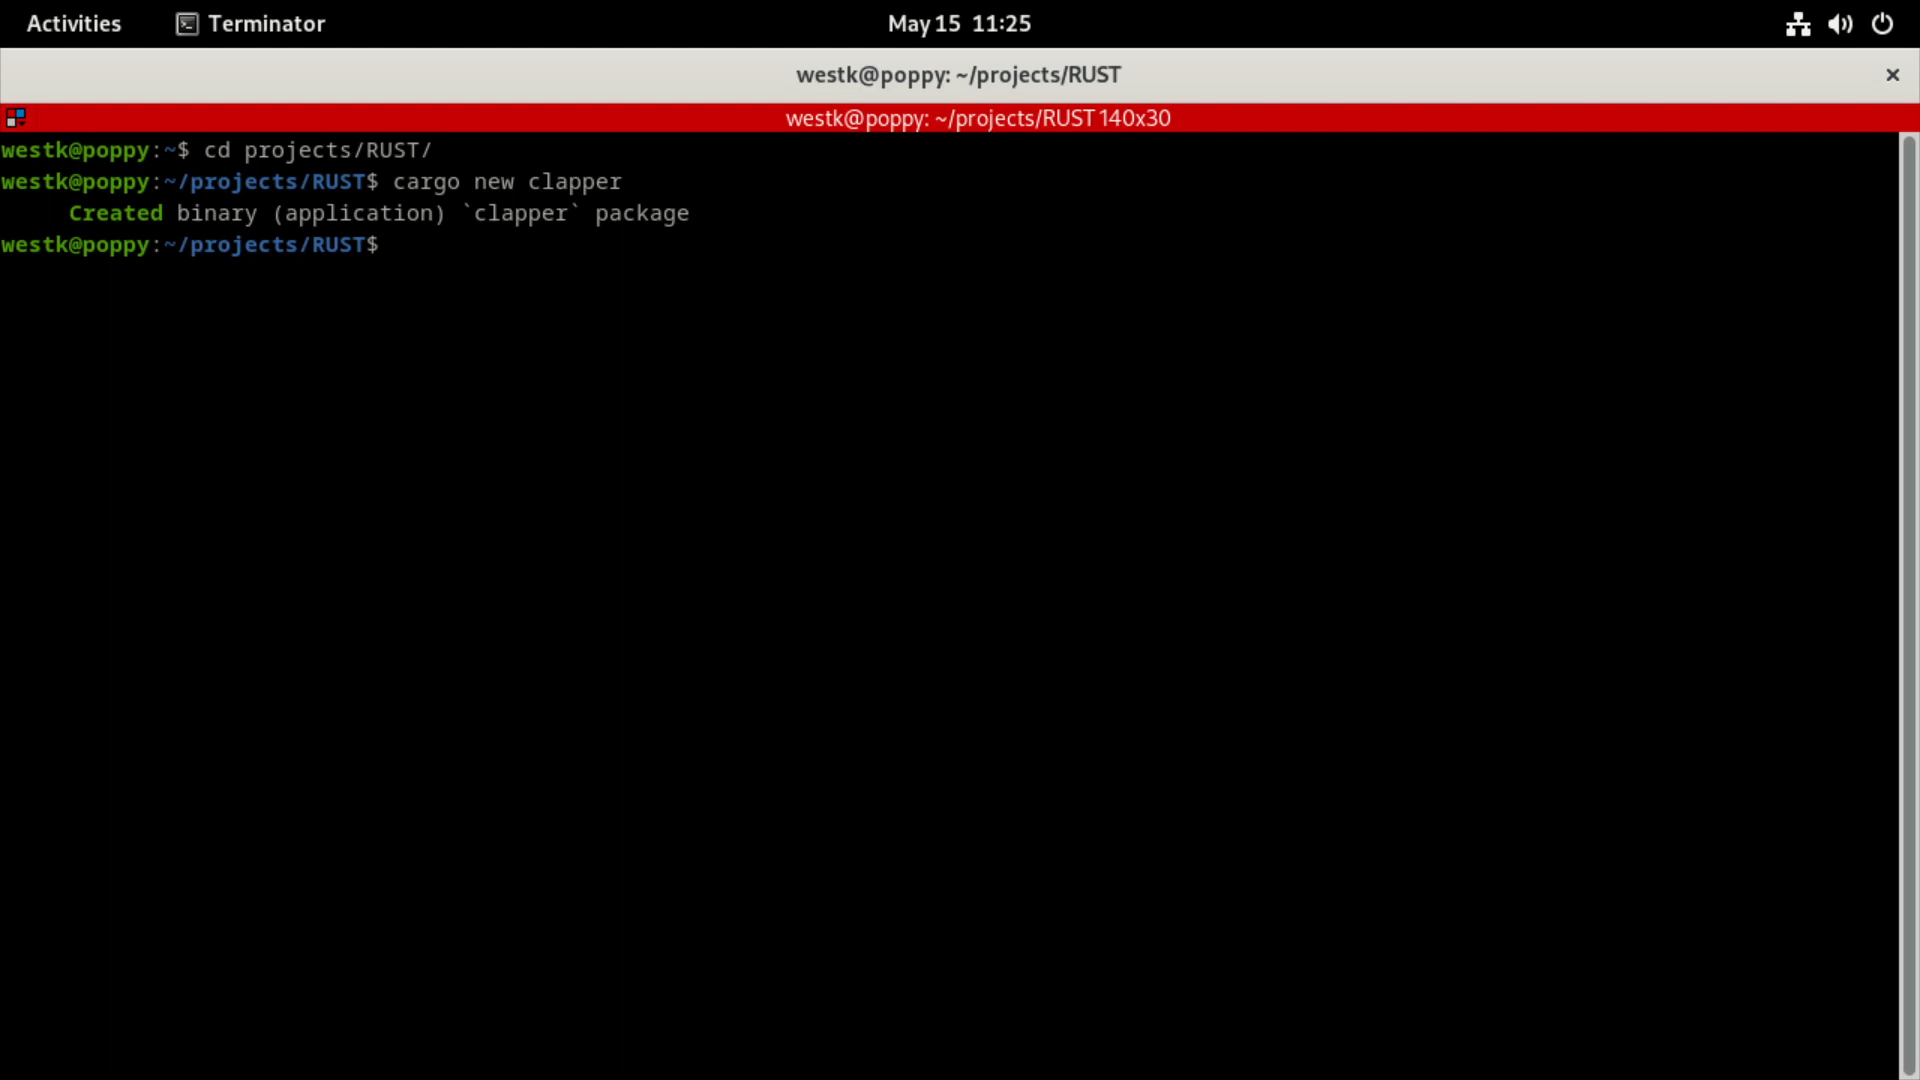 Activities Terminator May 15 11:25
westk@poppy: ~/projects/RUST ×
westk@poppy: ~/projects/RUST 140x30
westk@poppy:~$ cd projects/RUST/
westk@poppy:~/projects/RUST$ cargo new clapper
     Created binary (application) `clapper` package
westk@poppy:~/projects/RUST$